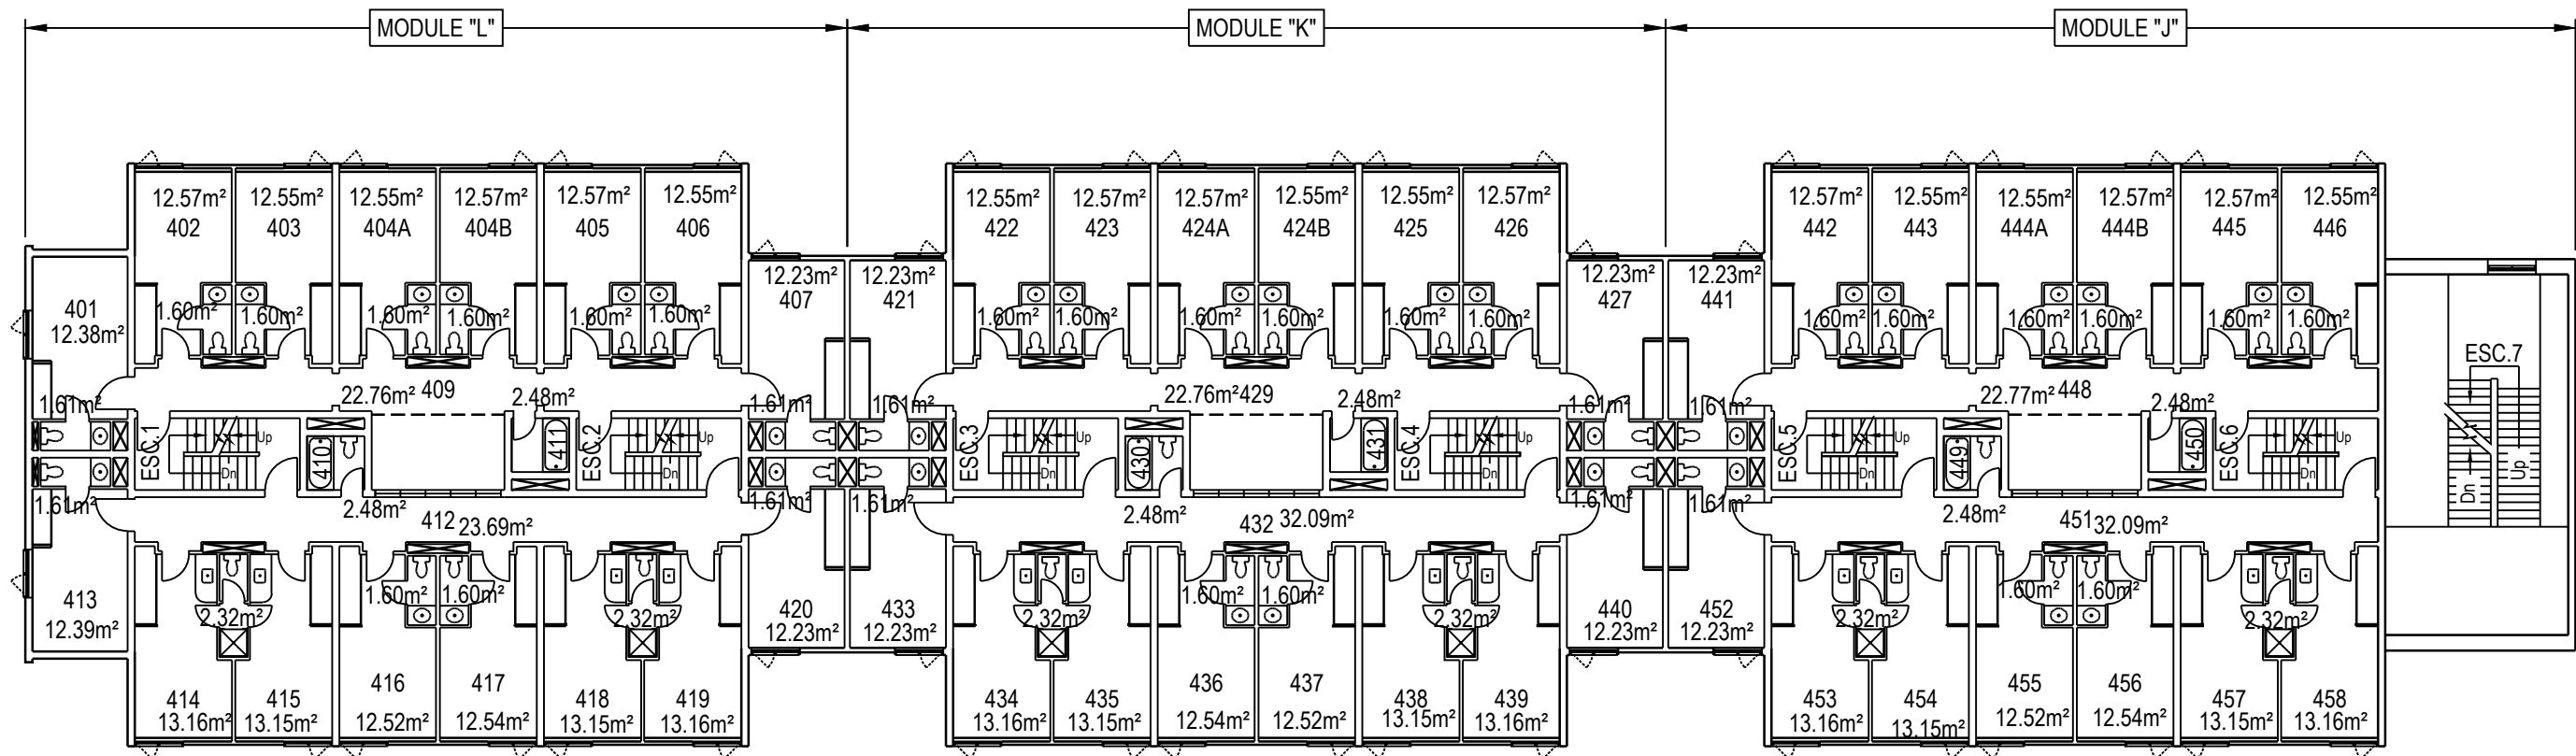 MODULE "L"
MODULE "K"
MODULE "J"
12.57m² 12.55m² 12.55m² 12.57m² 12.57m² 12.55m²
402 403 404A 404B 405 406
12.55m² 12.57m² 12.57m² 12.55m² 12.55m² 12.57m²
422 423 424A 424B 425 426
12.57m² 12.55m² 12.55m² 12.57m² 12.57m² 12.55m²
442 443 444A 444B 445 446
401
12.38m²
12.23m²
407
12.23m²
421
12.23m²
427
12.23m²
441
1.60m² 1.60m² 1.60m² 1.60m² 1.60m² 1.60m²
1.60m² 1.60m² 1.60m² 1.60m² 1.60m² 1.60m²
1.60m² 1.60m² 1.60m² 1.60m² 1.60m² 1.60m²
ESC.7
Dn
Up
1.61m²
22.76m² 409
2.48m²
1.61m²
1.61m²
22.76m² 429
2.48m²
1.61m²
1.61m²
22.77m² 448
2.48m²
ESC.1
Up
Dn
410
411
ESC.2
Up
Dn
ESC.3
Up
Dn
430
431
ESC.4
Up
Dn
ESC.5
Up
Dn
449
450
ESC.6
Up
Dn
1.61m²
2.48m²
412 23.69m²
1.61m²
1.61m²
2.48m²
432 32.09m²
1.61m²
1.61m²
2.48m²
451 32.09m²
413
12.39m²
2.32m² 1.60m² 1.60m² 2.32m²
420
12.23m²
433
12.23m²
2.32m² 1.60m² 1.60m² 2.32m²
440
12.23m²
452
12.23m²
2.32m² 1.60m² 1.60m² 2.32m²
414 415 416 417 418 419
13.16m² 13.15m² 12.52m² 12.54m² 13.15m² 13.16m²
434 435 436 437 438 439
13.16m² 13.15m² 12.54m² 12.52m² 13.15m² 13.16m²
453 454 455 456 457 458
13.16m² 13.15m² 12.52m² 12.54m² 13.15m² 13.16m²